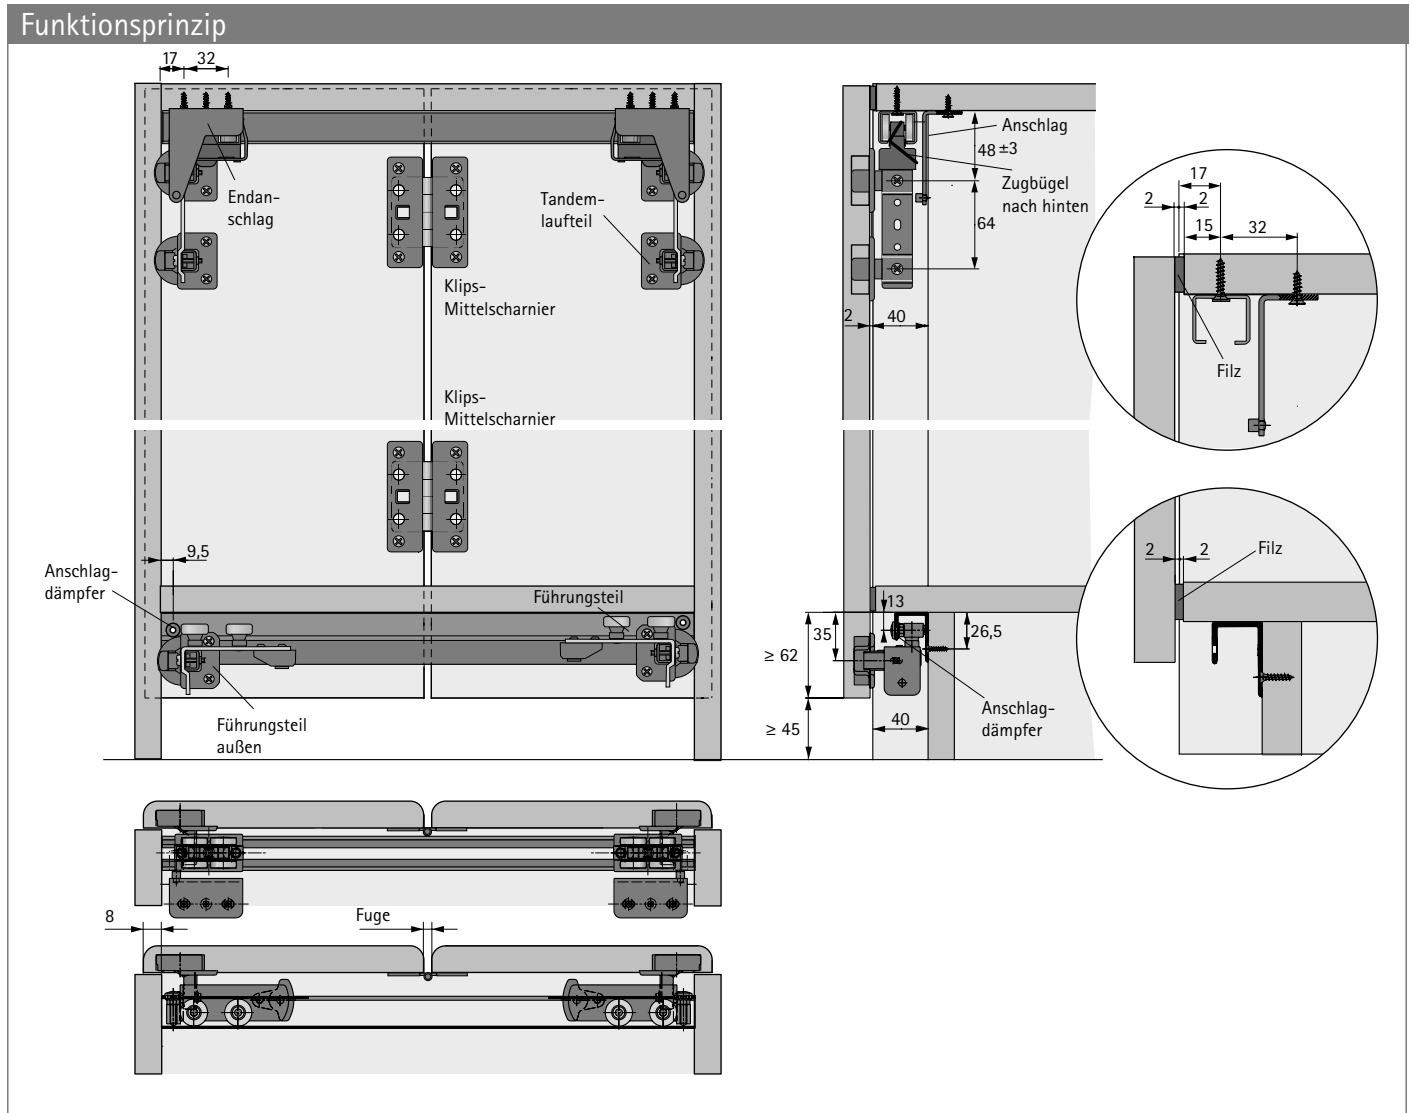 Funktionsprinzip
17
32
Endan-
schlag
Tandem-
laufteil
Klips-
Mittelscharnier
Klips-
Mittelscharnier
9,5
Anschlag-
dämpfer
Führungsteil
Führungsteil
außen
Anschlag
48 ±3
Zugbügel
nach hinten
64
2
40
13
35
26,5
≥ 62
≥ 45
40
Anschlag-
dämpfer
17
2
2
15
32
Filz
2
2
Filz
8
Fuge